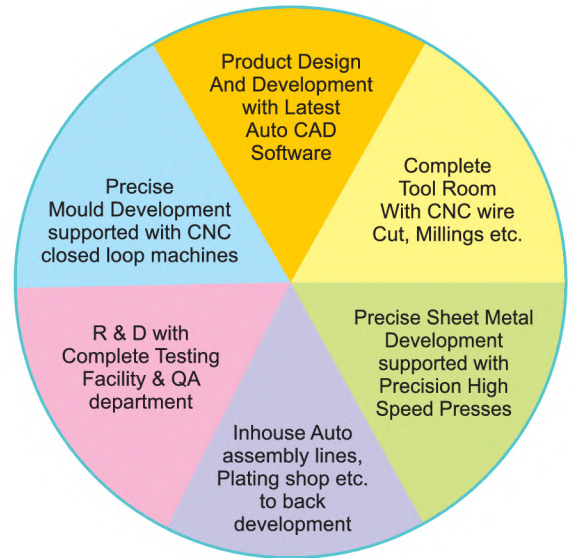 Product Design
And Development
with Latest
Auto CAD
Software
Complete
Tool Room
With CNC wire
Cut, Millings etc.
Precise Sheet Metal
Development
supported with
Precision High
Speed Presses
Inhouse Auto
assembly lines,
Plating shop etc.
to back
development
R & D with
Complete Testing
Facility & QA
department
Precise
Mould Development
supported with CNC
closed loop machines